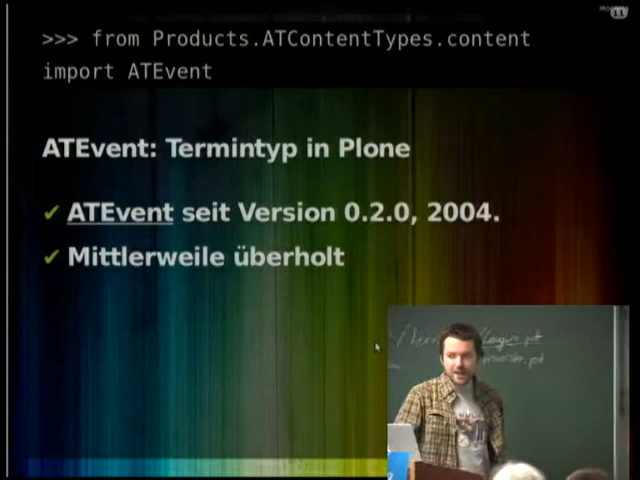 >>> from Products.ATContentTypes.content
import ATEvent
ATEvent: Termintyp in Plone
✔ ATEvent seit Version 0.2.0, 2004.
✔ Mittlerweile überholt